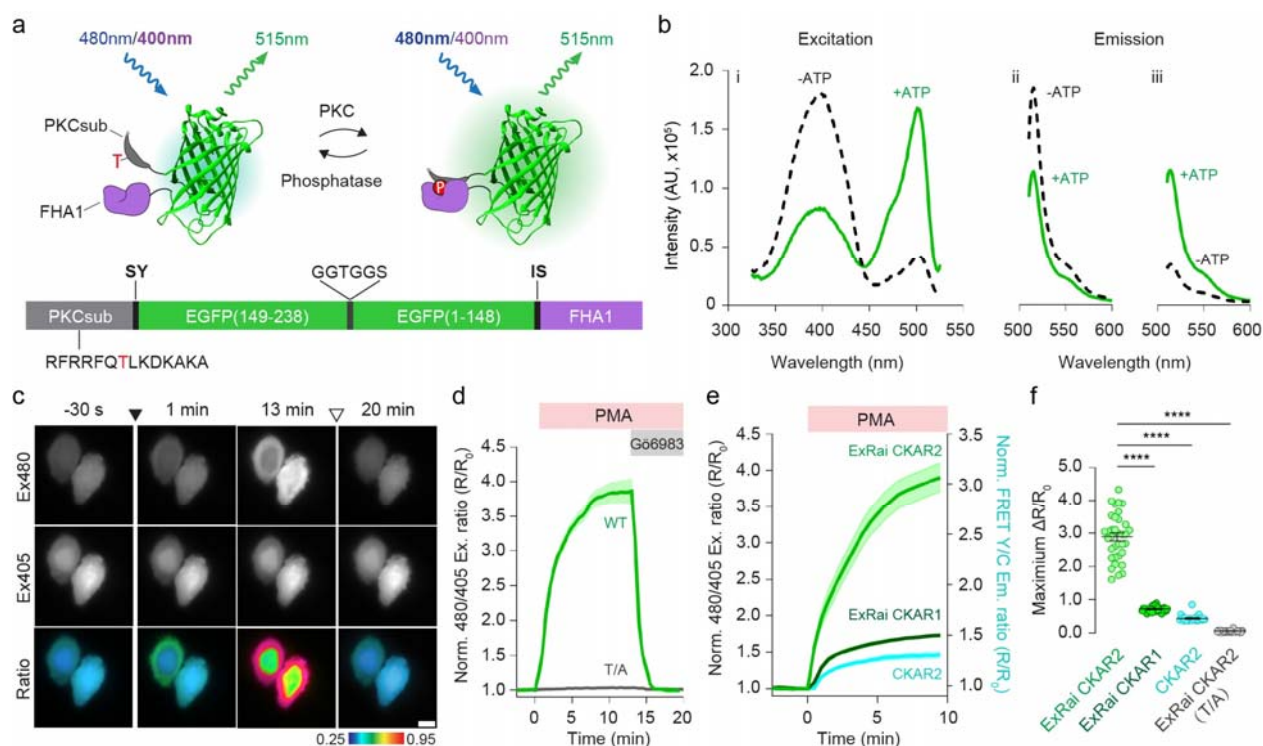 a
480nm/400nm
515nm
480nm/400nm
515nm
PKCsub
T
PKC
Phosphatase
FHA1
P
SY
GGTGGS
IS
PKCsub
EGFP(149-238)
EGFP(1-148)
FHA1
RFRRFQTLKDKAKA
b
Excitation
Emission
i
-ATP
+ATP
ii
-ATP
+ATP
iii
+ATP
-ATP
Intensity (AU, x10⁵)
2.0
1.5
1.0
0.5
0
300
350
400
450
500
550
500
550
600
500
550
600
Wavelength (nm)
Wavelength (nm)
c
-30 s
1 min
13 min
20 min
Ex480
Ex405
Ratio
0.25
0.95
d
PMA
Gö6983
Norm. 480/405 Ex. ratio (R/R₀)
4.5
4.0
3.5
3.0
2.5
2.0
1.5
1.0
WT
T/A
0
5
10
15
20
Time (min)
e
PMA
Norm. 480/405 Ex. ratio (R/R₀)
4.5
4.0
3.5
3.0
2.5
2.0
1.5
1.0
ExRai CKAR2
ExRai CKAR1
CKAR2
3.5
3.0
2.5
2.0
1.5
1.0
Norm. FRET Y/C Em. ratio (R/R₀)
0
5
10
Time (min)
f
****
****
****
Maximium ΔR/R₀
5.0
4.0
3.0
2.0
1.0
0.0
ExRai CKAR2
ExRai CKAR1
CKAR2
ExRai CKAR2
(T/A)